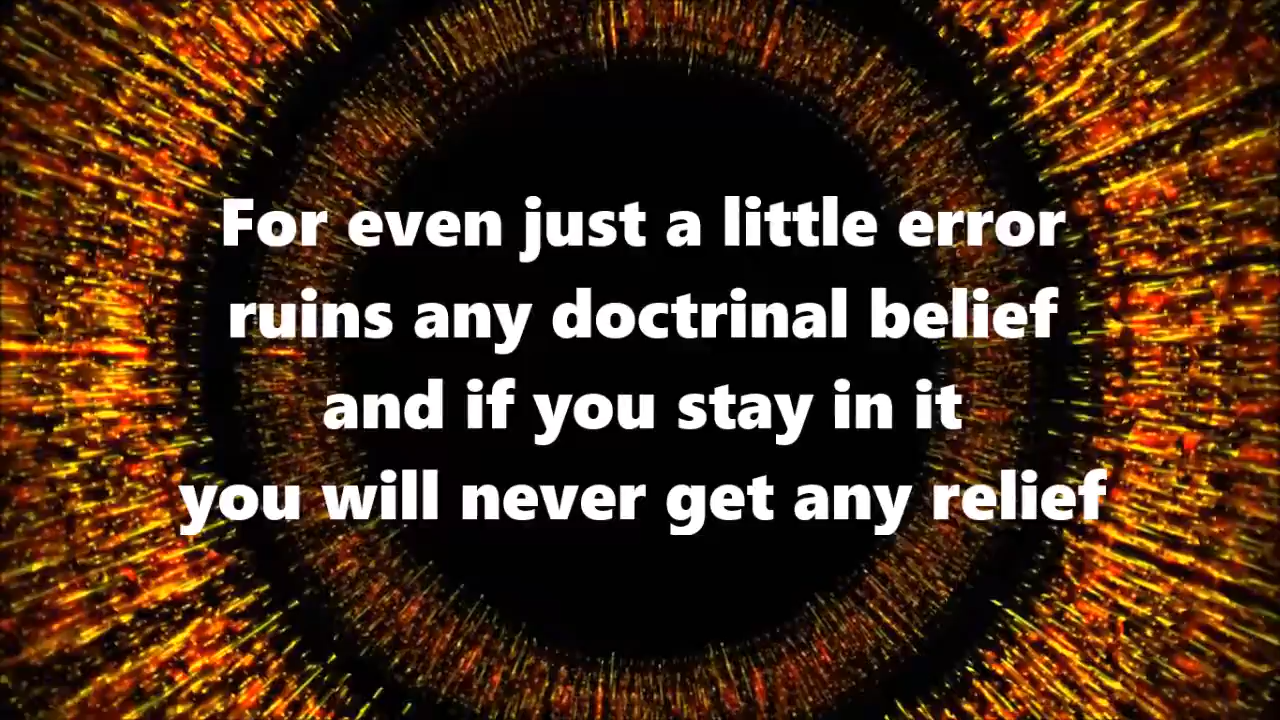 For even just a little error
ruins any doctrinal belief
and if you stay in it
you will never get any relief